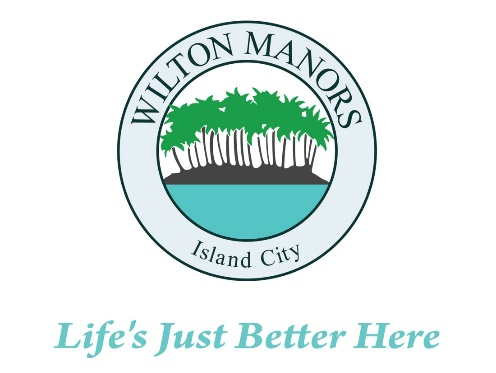 WILTON MANORS
Island City
Life's Just Better Here